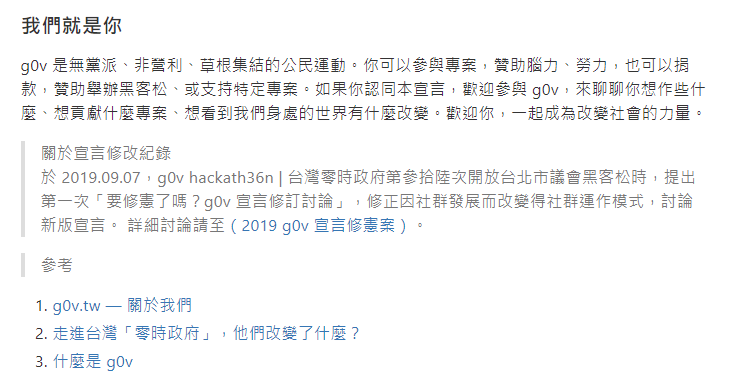 我們就是你
g0v 是無黨派、非營利、草根集結的公民運動。你可以參與專案，贊助腦力、勞力，也可以捐
款，贊助舉辦黑客松、或支持特定專案。如果你認同本宣言，歡迎參與 g0v，來聊聊你想作些什
麼、想貢獻什麼專案、想看到我們身處的世界有什麼改變。歡迎你，一起成為改變社會的力量。
關於宣言修改紀錄
於 2019.09.07，g0v hackath36n | 台灣零時政府第參拾陸次開放台北市議會黑客松時，提出
第一次「要修憲了嗎？g0v 宣言修訂討論」，修正因社群發展而改變得社群運作模式，討論
新版宣言。 詳細討論請至（ 2019 g0v 宣言修憲案 ）。
參考
1. g0v.tw — 關於我們
2. 走進台灣「零時政府」，他們改變了什麼？
3. 什麼是 g0v